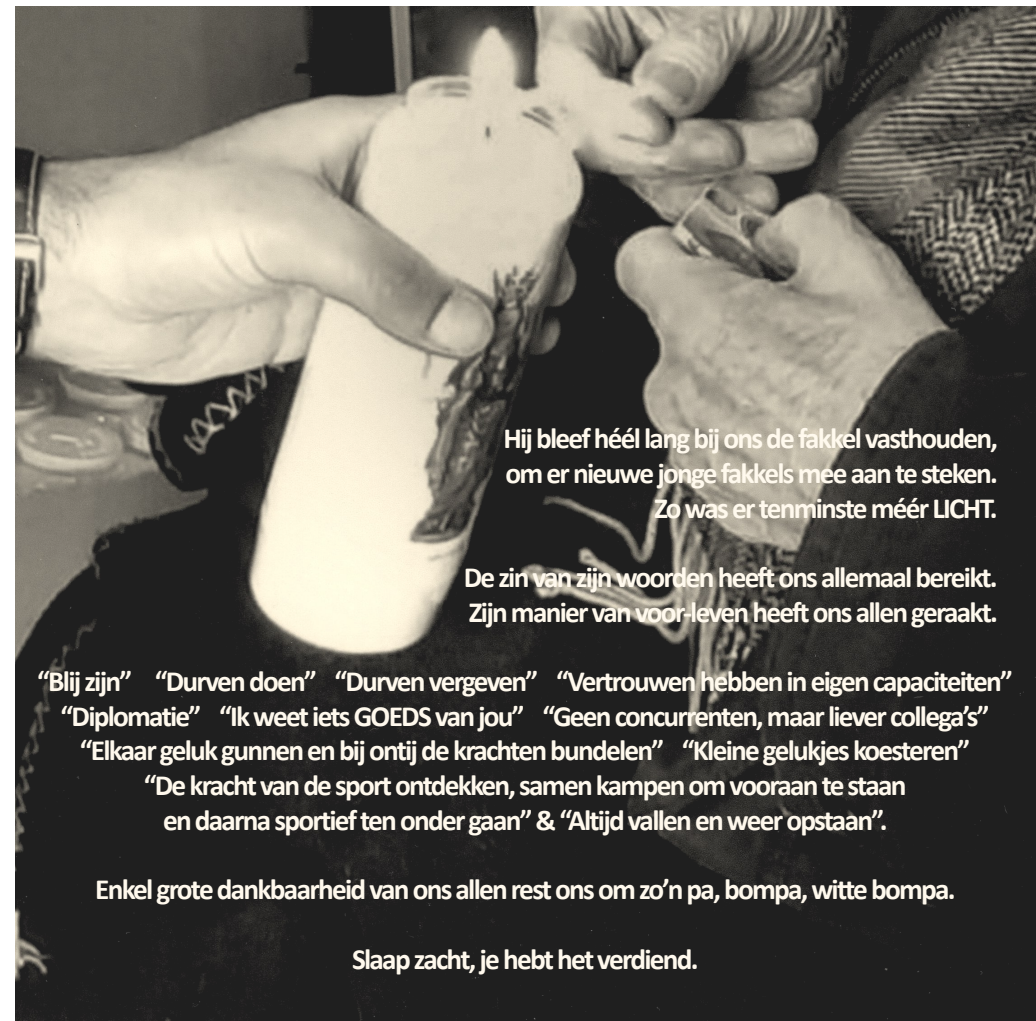 Hij bleef héél lang bij ons de fakkel vasthouden,
om er nieuwe jonge fakkels mee aan te steken.
Zo was er tenminste méér LICHT.
De zin van zijn woorden heeft ons allemaal bereikt.
Zijn manier van voor-leven heeft ons allen geraakt.
“Blij zijn” “Durven doen” “Durven vergeven” “Vertrouwen hebben in eigen capaciteiten”
“Diplomatie” “Ik weet iets GOEDS van jou” “Geen concurrenten, maar liever collega’s”
“Elkaar geluk gunnen en bij ontij de krachten bundelen” “Kleine gelukjes koesteren”
“De kracht van de sport ontdekken, samen kampen om vooraan te staan
en daarna sportief ten onder gaan” & “Altijd vallen en weer opstaan”.
Enkel grote dankbaarheid van ons allen rest ons om zo’n pa, bompa, witte bompa.
Slaap zacht, je hebt het verdiend.